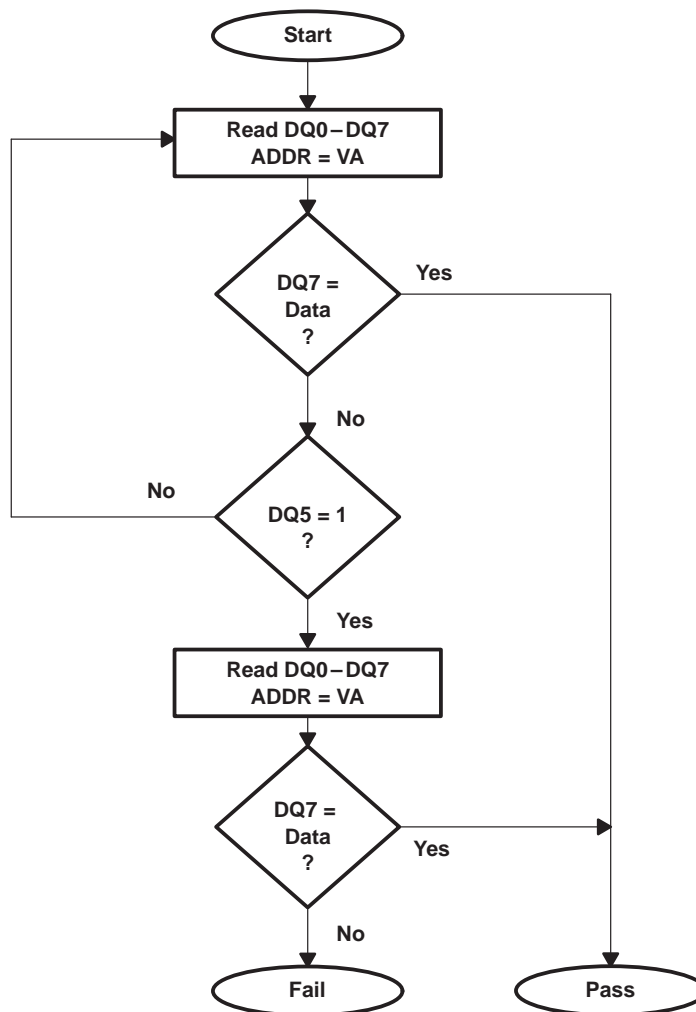 Start
Read DQ0–DQ7
ADDR = VA
Yes
DQ7 =
Data
?
No
No
DQ5 = 1
?
Yes
Read DQ0–DQ7
ADDR = VA
DQ7 =
Data
?
Yes
No
Fail
Pass